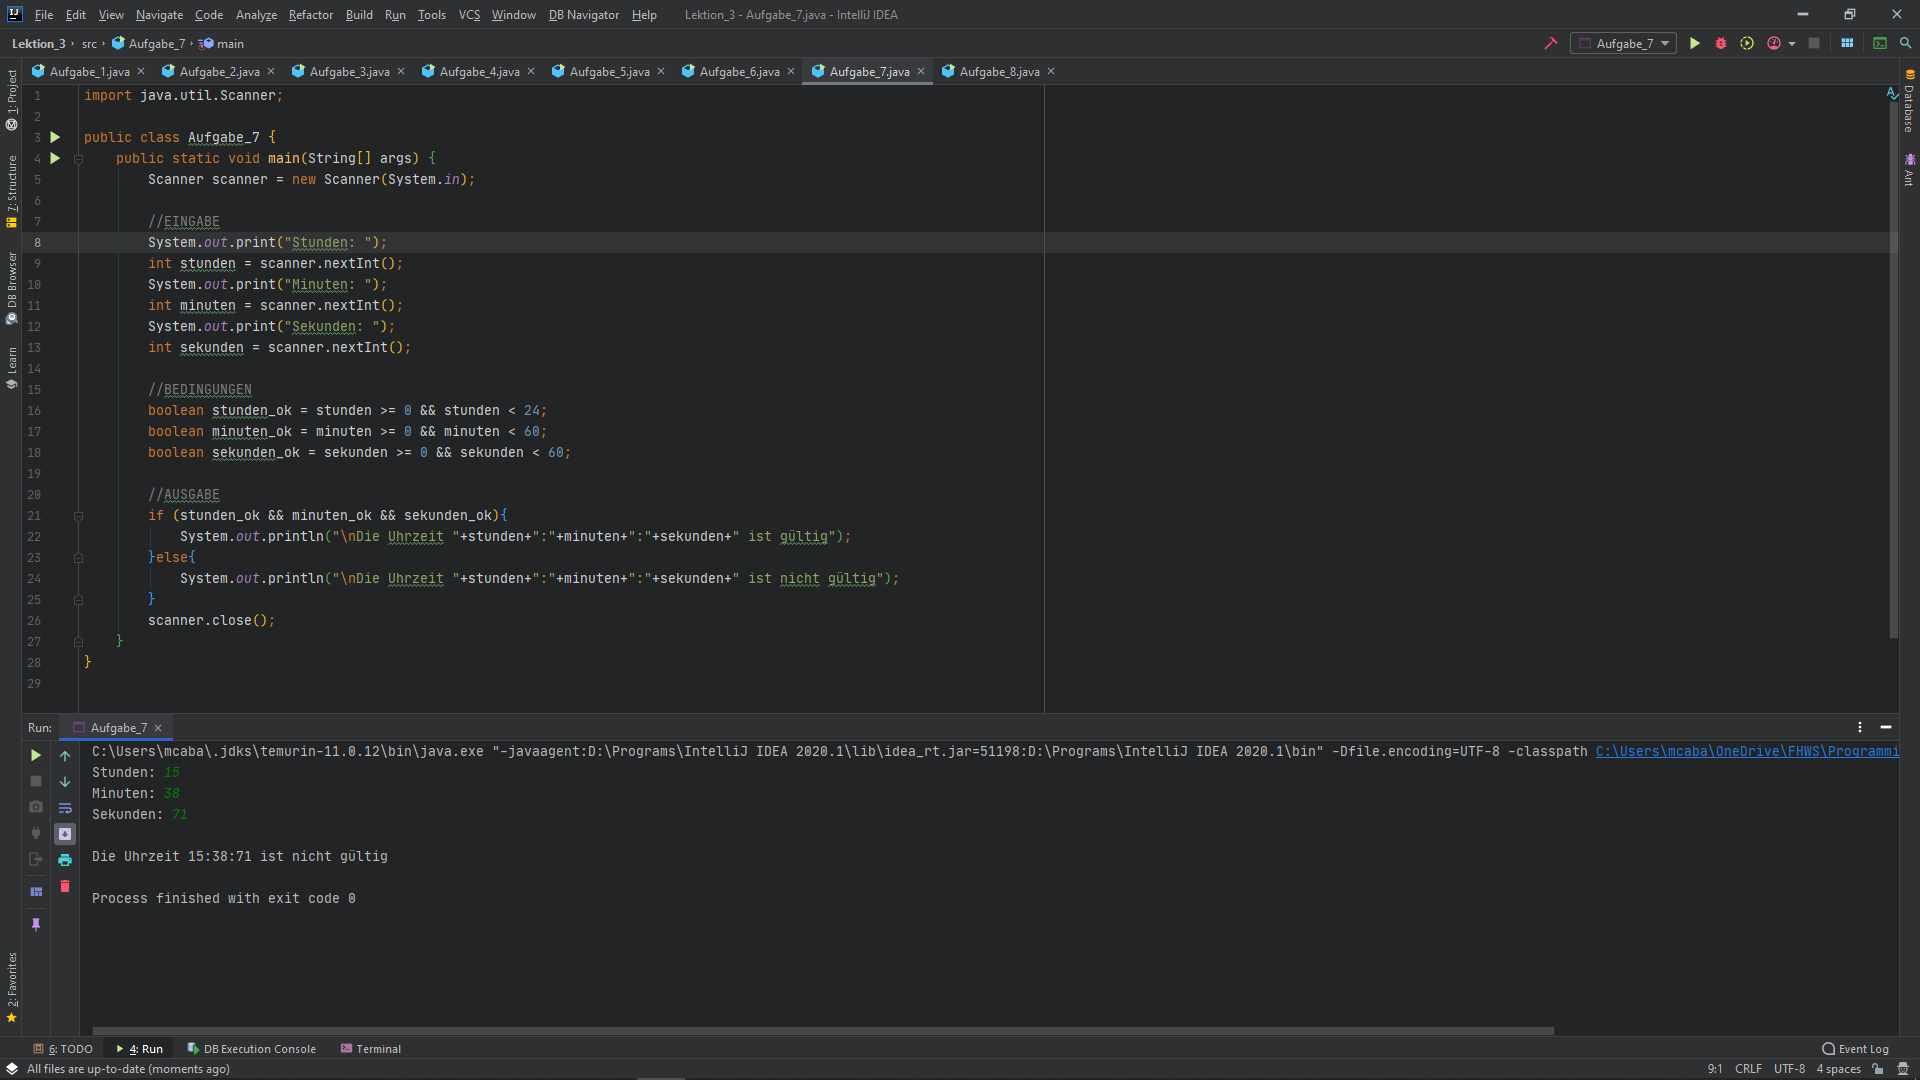 File Edit View Navigate Code Analyze Refactor Build Run Tools VCS Window DB Navigator Help Lektion_3 - Aufgabe_7.java - IntelliJ IDEA
Lektion_3 › src › Aufgabe_7 › main Aufgabe_7
Aufgabe_1.java Aufgabe_2.java Aufgabe_3.java Aufgabe_4.java Aufgabe_5.java Aufgabe_6.java Aufgabe_7.java Aufgabe_8.java
1: Project
7: Structure
DB Browser
Learn
2: Favorites
Database
Ant
1 import java.util.Scanner;
2
3 public class Aufgabe_7 {
4 public static void main(String[] args) {
5 Scanner scanner = new Scanner(System.in);
6
7 //EINGABE
8 System.out.print("Stunden: ");
9 int stunden = scanner.nextInt();
10 System.out.print("Minuten: ");
11 int minuten = scanner.nextInt();
12 System.out.print("Sekunden: ");
13 int sekunden = scanner.nextInt();
14
15 //BEDINGUNGEN
16 boolean stunden_ok = stunden >= 0 && stunden < 24;
17 boolean minuten_ok = minuten >= 0 && minuten < 60;
18 boolean sekunden_ok = sekunden >= 0 && sekunden < 60;
19
20 //AUSGABE
21 if (stunden_ok && minuten_ok && sekunden_ok){
22 System.out.println("\nDie Uhrzeit "+stunden+":"+minuten+":"+sekunden+" ist gültig");
23 }else{
24 System.out.println("\nDie Uhrzeit "+stunden+":"+minuten+":"+sekunden+" ist nicht gültig");
25 }
26 scanner.close();
27 }
28 }
29
Run: Aufgabe_7
C:\Users\mcaba\.jdks\temurin-11.0.12\bin\java.exe "-javaagent:D:\Programs\IntelliJ IDEA 2020.1\lib\idea_rt.jar=51198:D:\Programs\IntelliJ IDEA 2020.1\bin" -Dfile.encoding=UTF-8 -classpath C:\Users\mcaba\OneDrive\FHWS\Programmi
Stunden: 15
Minuten: 38
Sekunden: 71
Die Uhrzeit 15:38:71 ist nicht gültig
Process finished with exit code 0
6: TODO 4: Run DB Execution Console Terminal Event Log
All files are up-to-date (moments ago) 9:1 CRLF UTF-8 4 spaces